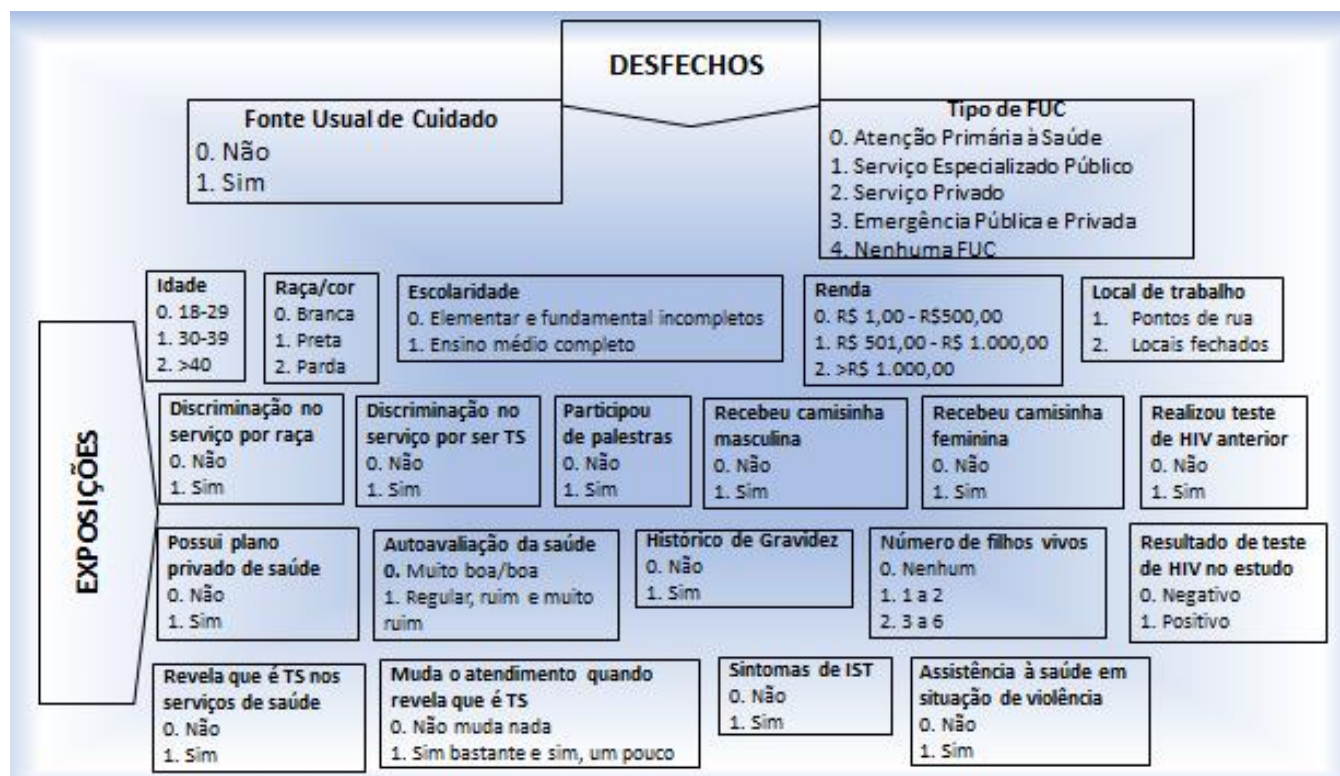 DESFECHOS
Fonte Usual de Cuidado
0. Não
1. Sim
Tipo de FUC
0. Atenção Primária à Saúde
1. Serviço Especializado Público
2. Serviço Privado
3. Emergência Pública e Privada
4. Nenhuma FUC
EXPOSIÇÕES
Idade
0. 18-29
1. 30-39
2. >40
Raça/cor
0. Branca
1. Preta
2. Parda
Escolaridade
0. Elementar e fundamental incompletos
1. Ensino médio completo
Renda
0. R$ 1,00 - R$500,00
1. R$ 501,00 - R$ 1.000,00
2. >R$ 1.000,00
Local de trabalho
1. Pontos de rua
2. Locais fechados
Discriminação no
serviço por raça
0. Não
1. Sim
Discriminação no
serviço por ser TS
0. Não
1. Sim
Participou
de palestras
0. Não
1. Sim
Recebeu camisinha
masculina
0. Não
1. Sim
Recebeu camisinha
feminina
0. Não
1. Sim
Realizou teste
de HIV anterior
0. Não
1. Sim
Possui plano
privado de saúde
0. Não
1. Sim
Autoavaliação da saúde
0. Muito boa/boa
1. Regular, ruim e muito
ruim
Histórico de Gravidez
0. Não
1. Sim
Número de filhos vivos
0. Nenhum
1. 1 a 2
2. 3 a 6
Resultado de teste
de HIV no estudo
0. Negativo
1. Positivo
Revela que é TS nos
serviços de saúde
0. Não
1. Sim
Muda o atendimento quando
revela que é TS
0. Não muda nada
1. Sim bastante e sim, um pouco
Sintomas de IST
0. Não
1. Sim
Assistência à saúde em
situação de violência
0. Não
1. Sim